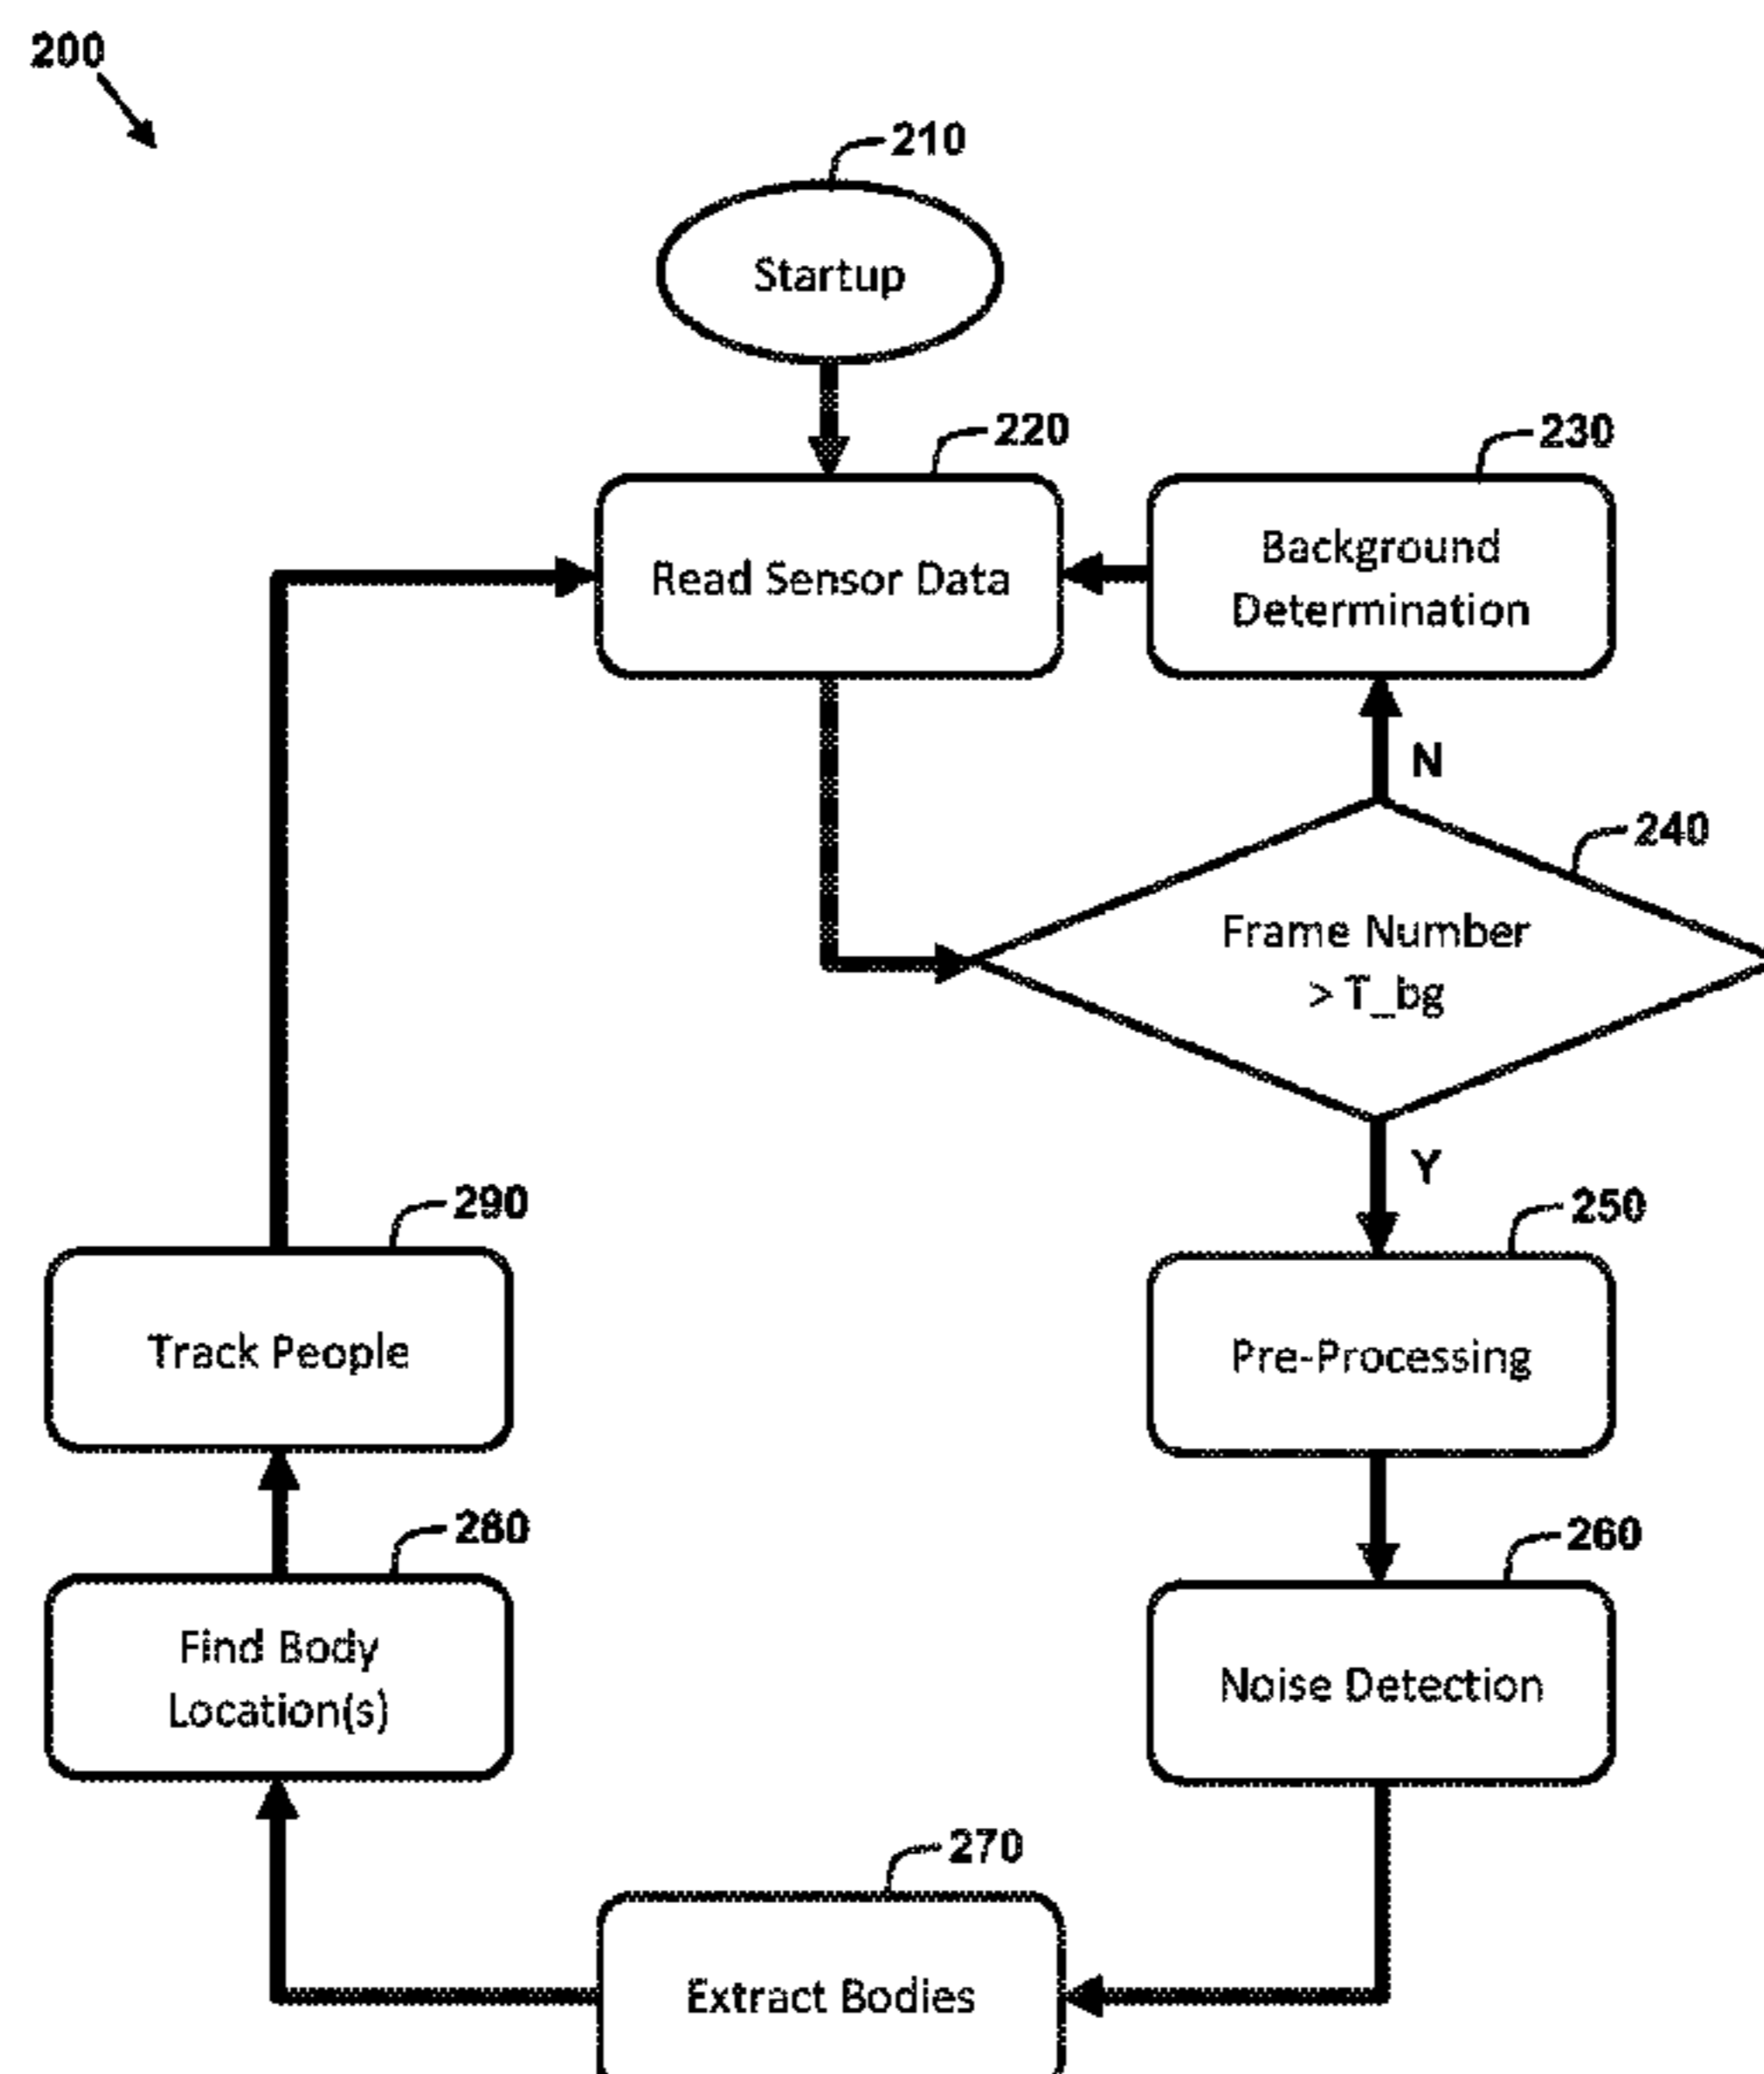 200
210
Startup
220
Read Sensor Data
230
Background
Determination
N
240
Frame Number
> T_bg
Y
250
Pre-Processing
260
Noise Detection
270
Extract Bodies
280
Find Body
Location(s)
290
Track People